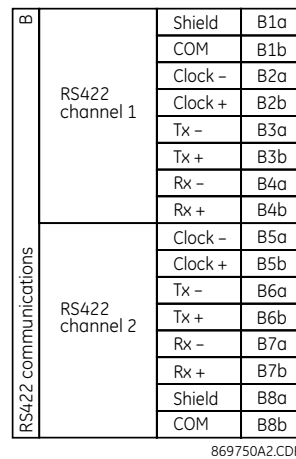 B
RS422 communications
RS422
channel 1
Shield B1a
COM B1b
Clock – B2a
Clock + B2b
Tx – B3a
Tx + B3b
Rx – B4a
Rx + B4b
RS422
channel 2
Clock – B5a
Clock + B5b
Tx – B6a
Tx + B6b
Rx – B7a
Rx + B7b
Shield B8a
COM B8b
869750A2.CDR